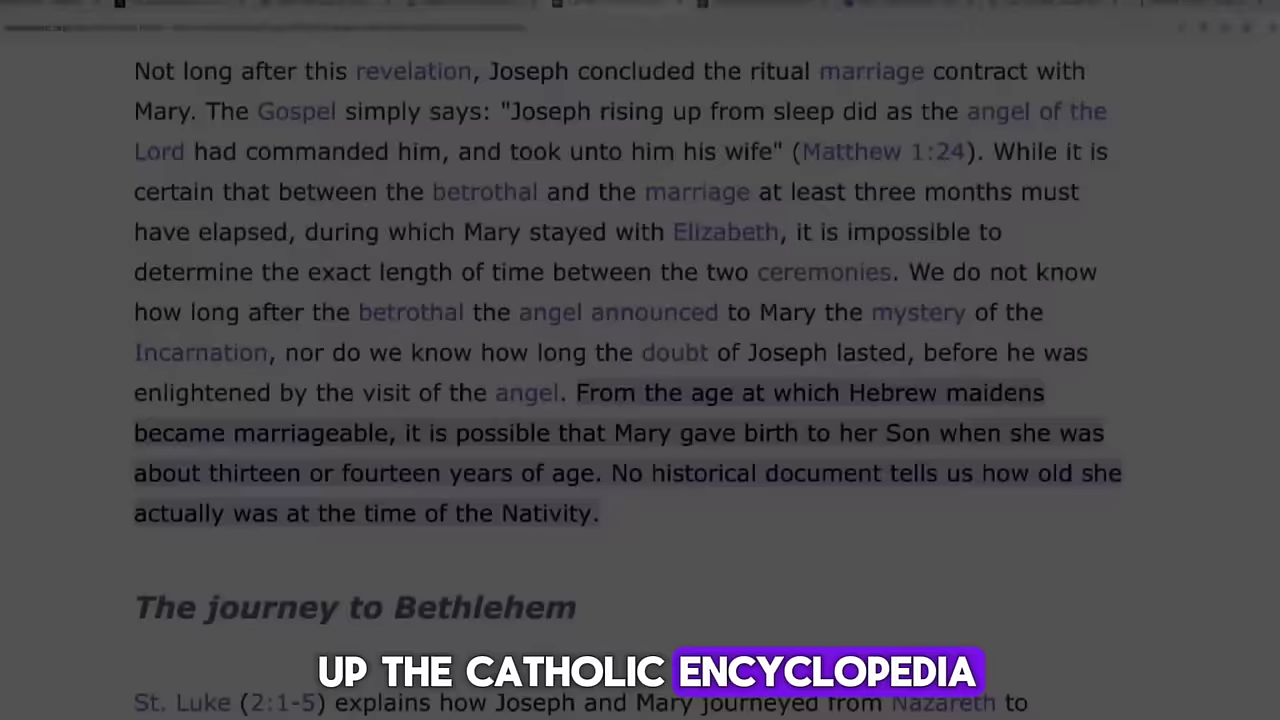 Not long after this revelation, Joseph concluded the ritual marriage contract with
Mary. The Gospel simply says: "Joseph rising up from sleep did as the angel of the
Lord had commanded him, and took unto him his wife" (Matthew 1:24). While it is
certain that between the betrothal and the marriage at least three months must
have elapsed, during which Mary stayed with Elizabeth, it is impossible to
determine the exact length of time between the two ceremonies. We do not know
how long after the betrothal the angel announced to Mary the mystery of the
Incarnation, nor do we know how long the doubt of Joseph lasted, before he was
enlightened by the visit of the angel. From the age at which Hebrew maidens
became marriageable, it is possible that Mary gave birth to her Son when she was
about thirteen or fourteen years of age. No historical document tells us how old she
actually was at the time of the Nativity.
The journey to Bethlehem
UP THE CATHOLIC ENCYCLOPEDIA
St. Luke (2:1-5) explains how Joseph and Mary journeyed from Nazareth to